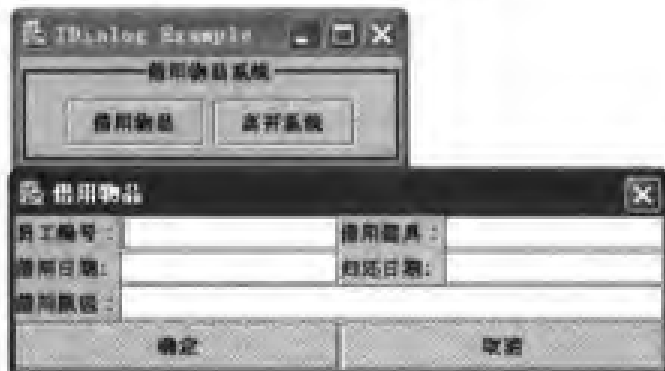 JDialog Example
借用物品系统
借用物品 离开系统
借用物品
员工编号： 借用器具：
借用日期: 归还日期:
借用原因：
确定 取消